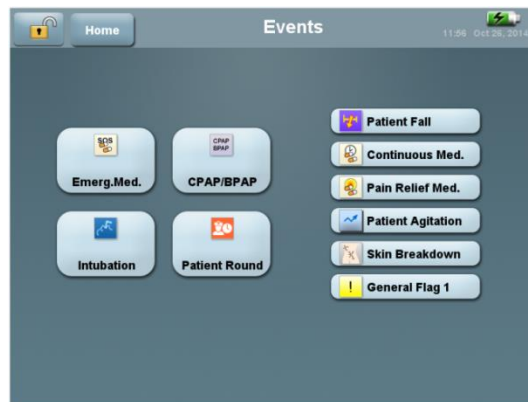 Home
Events
11:56 Oct 26, 2014
SOS
Emerg.Med.
CPAP
BPAP
CPAP/BPAP
Intubation
Patient Round
Patient Fall
Continuous Med.
Pain Relief Med.
Patient Agitation
Skin Breakdown
! General Flag 1